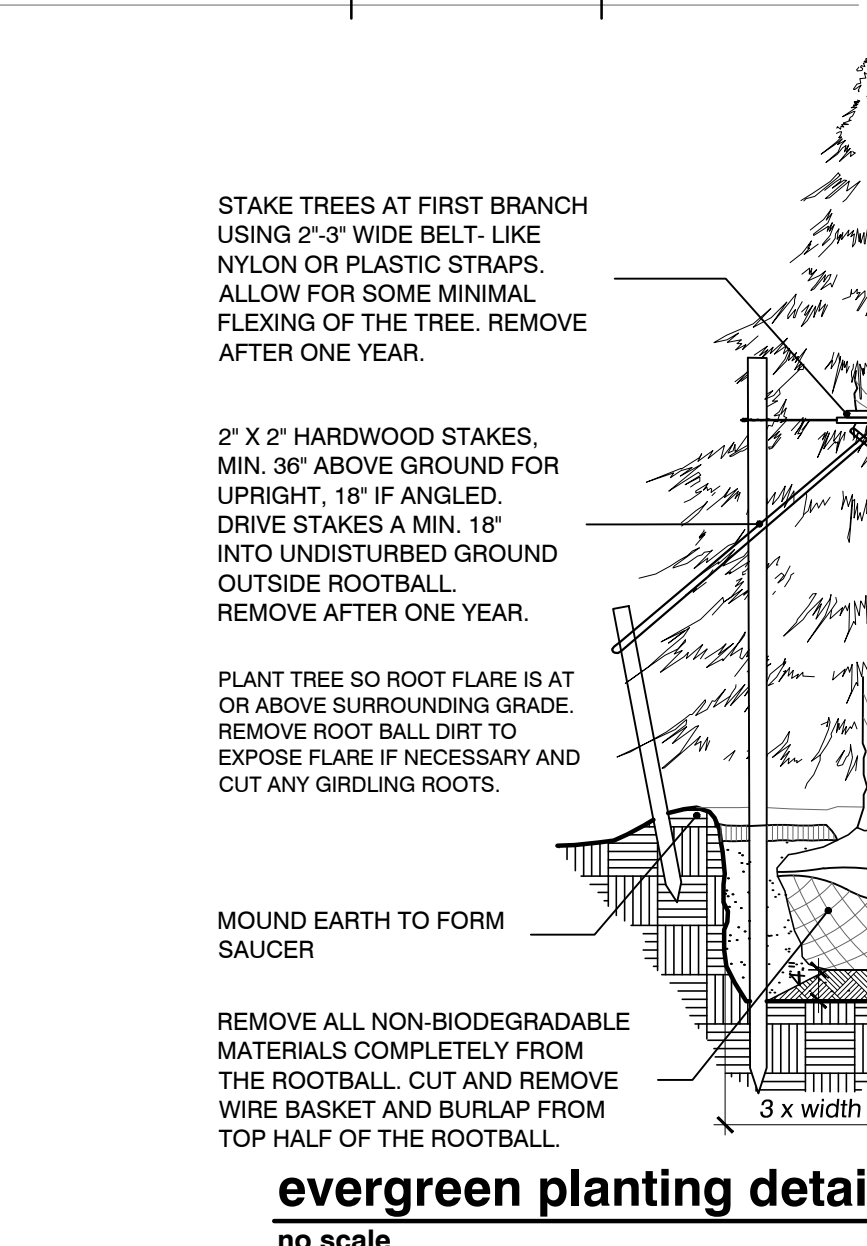 STAKE TREES AT FIRST BRANCH
USING 2"-3" WIDE BELT- LIKE
NYLON OR PLASTIC STRAPS.
ALLOW FOR SOME MINIMAL
FLEXING OF THE TREE. REMOVE
AFTER ONE YEAR.
2" X 2" HARDWOOD STAKES,
MIN. 36" ABOVE GROUND FOR
UPRIGHT, 18" IF ANGLED.
DRIVE STAKES A MIN. 18"
INTO UNDISTURBED GROUND
OUTSIDE ROOTBALL.
REMOVE AFTER ONE YEAR.
PLANT TREE SO ROOT FLARE IS AT
OR ABOVE SURROUNDING GRADE.
REMOVE ROOT BALL DIRT TO
EXPOSE FLARE IF NECESSARY AND
CUT ANY GIRDLING ROOTS.
MOUND EARTH TO FORM
SAUCER
REMOVE ALL NON-BIODEGRADABLE
MATERIALS COMPLETELY FROM
THE ROOTBALL. CUT AND REMOVE
WIRE BASKET AND BURLAP FROM
TOP HALF OF THE ROOTBALL.
3 x width
evergreen planting detai
no scale